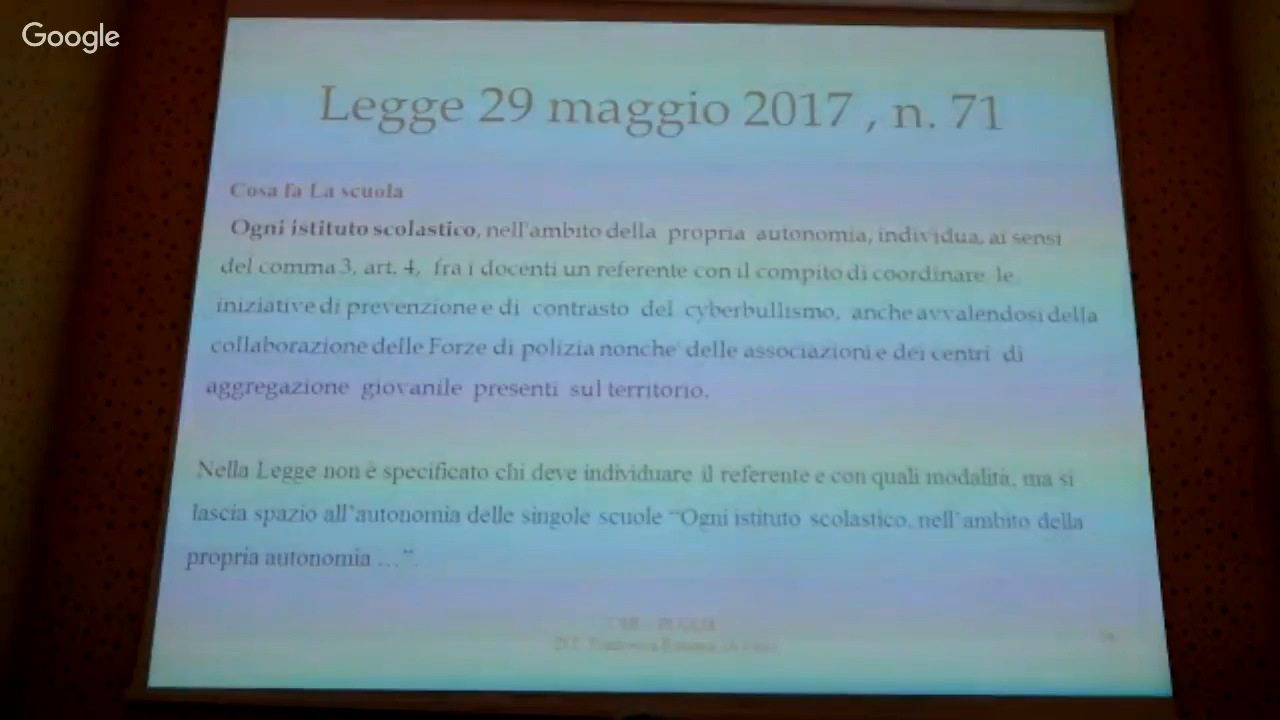 Google
Legge 29 maggio 2017 , n. 71
Cosa fa La scuola
Ogni istituto scolastico, nell'ambito della propria autonomia, individua, ai sensi
del comma 3, art. 4, fra i docenti un referente con il compito di coordinare le
iniziative di prevenzione e di contrasto del cyberbullismo, anche avvalendosi della
collaborazione delle Forze di polizia nonche' delle associazioni e dei centri di
aggregazione giovanile presenti sul territorio.
Nella Legge non è specificato chi deve individuare il referente e con quali modalità, ma si
lascia spazio all'autonomia delle singole scuole "Ogni istituto scolastico, nell'ambito della
propria autonomia …".